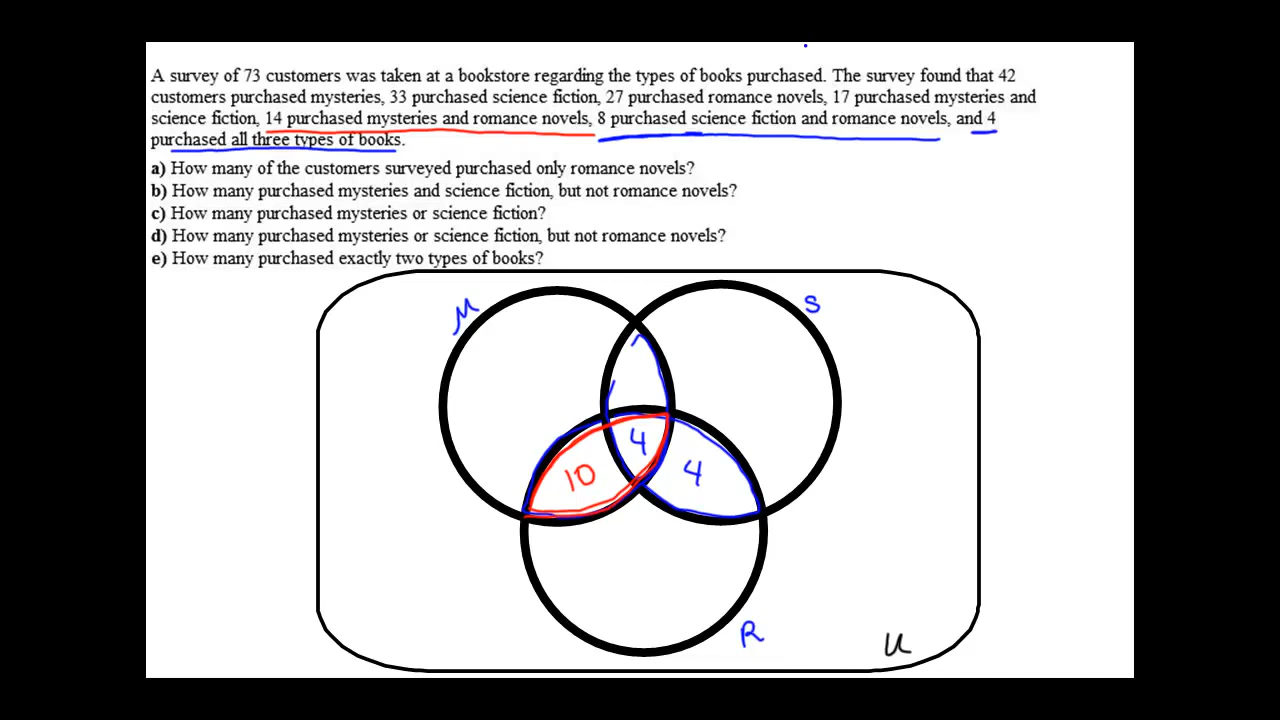 A survey of 73 customers was taken at a bookstore regarding the types of books purchased. The survey found that 42
customers purchased mysteries, 33 purchased science fiction, 27 purchased romance novels, 17 purchased mysteries and
science fiction, 14 purchased mysteries and romance novels, 8 purchased science fiction and romance novels, and 4
purchased all three types of books.
a) How many of the customers surveyed purchased only romance novels?
b) How many purchased mysteries and science fiction, but not romance novels?
c) How many purchased mysteries or science fiction?
d) How many purchased mysteries or science fiction, but not romance novels?
e) How many purchased exactly two types of books?
M
S
4
10
4
R
U